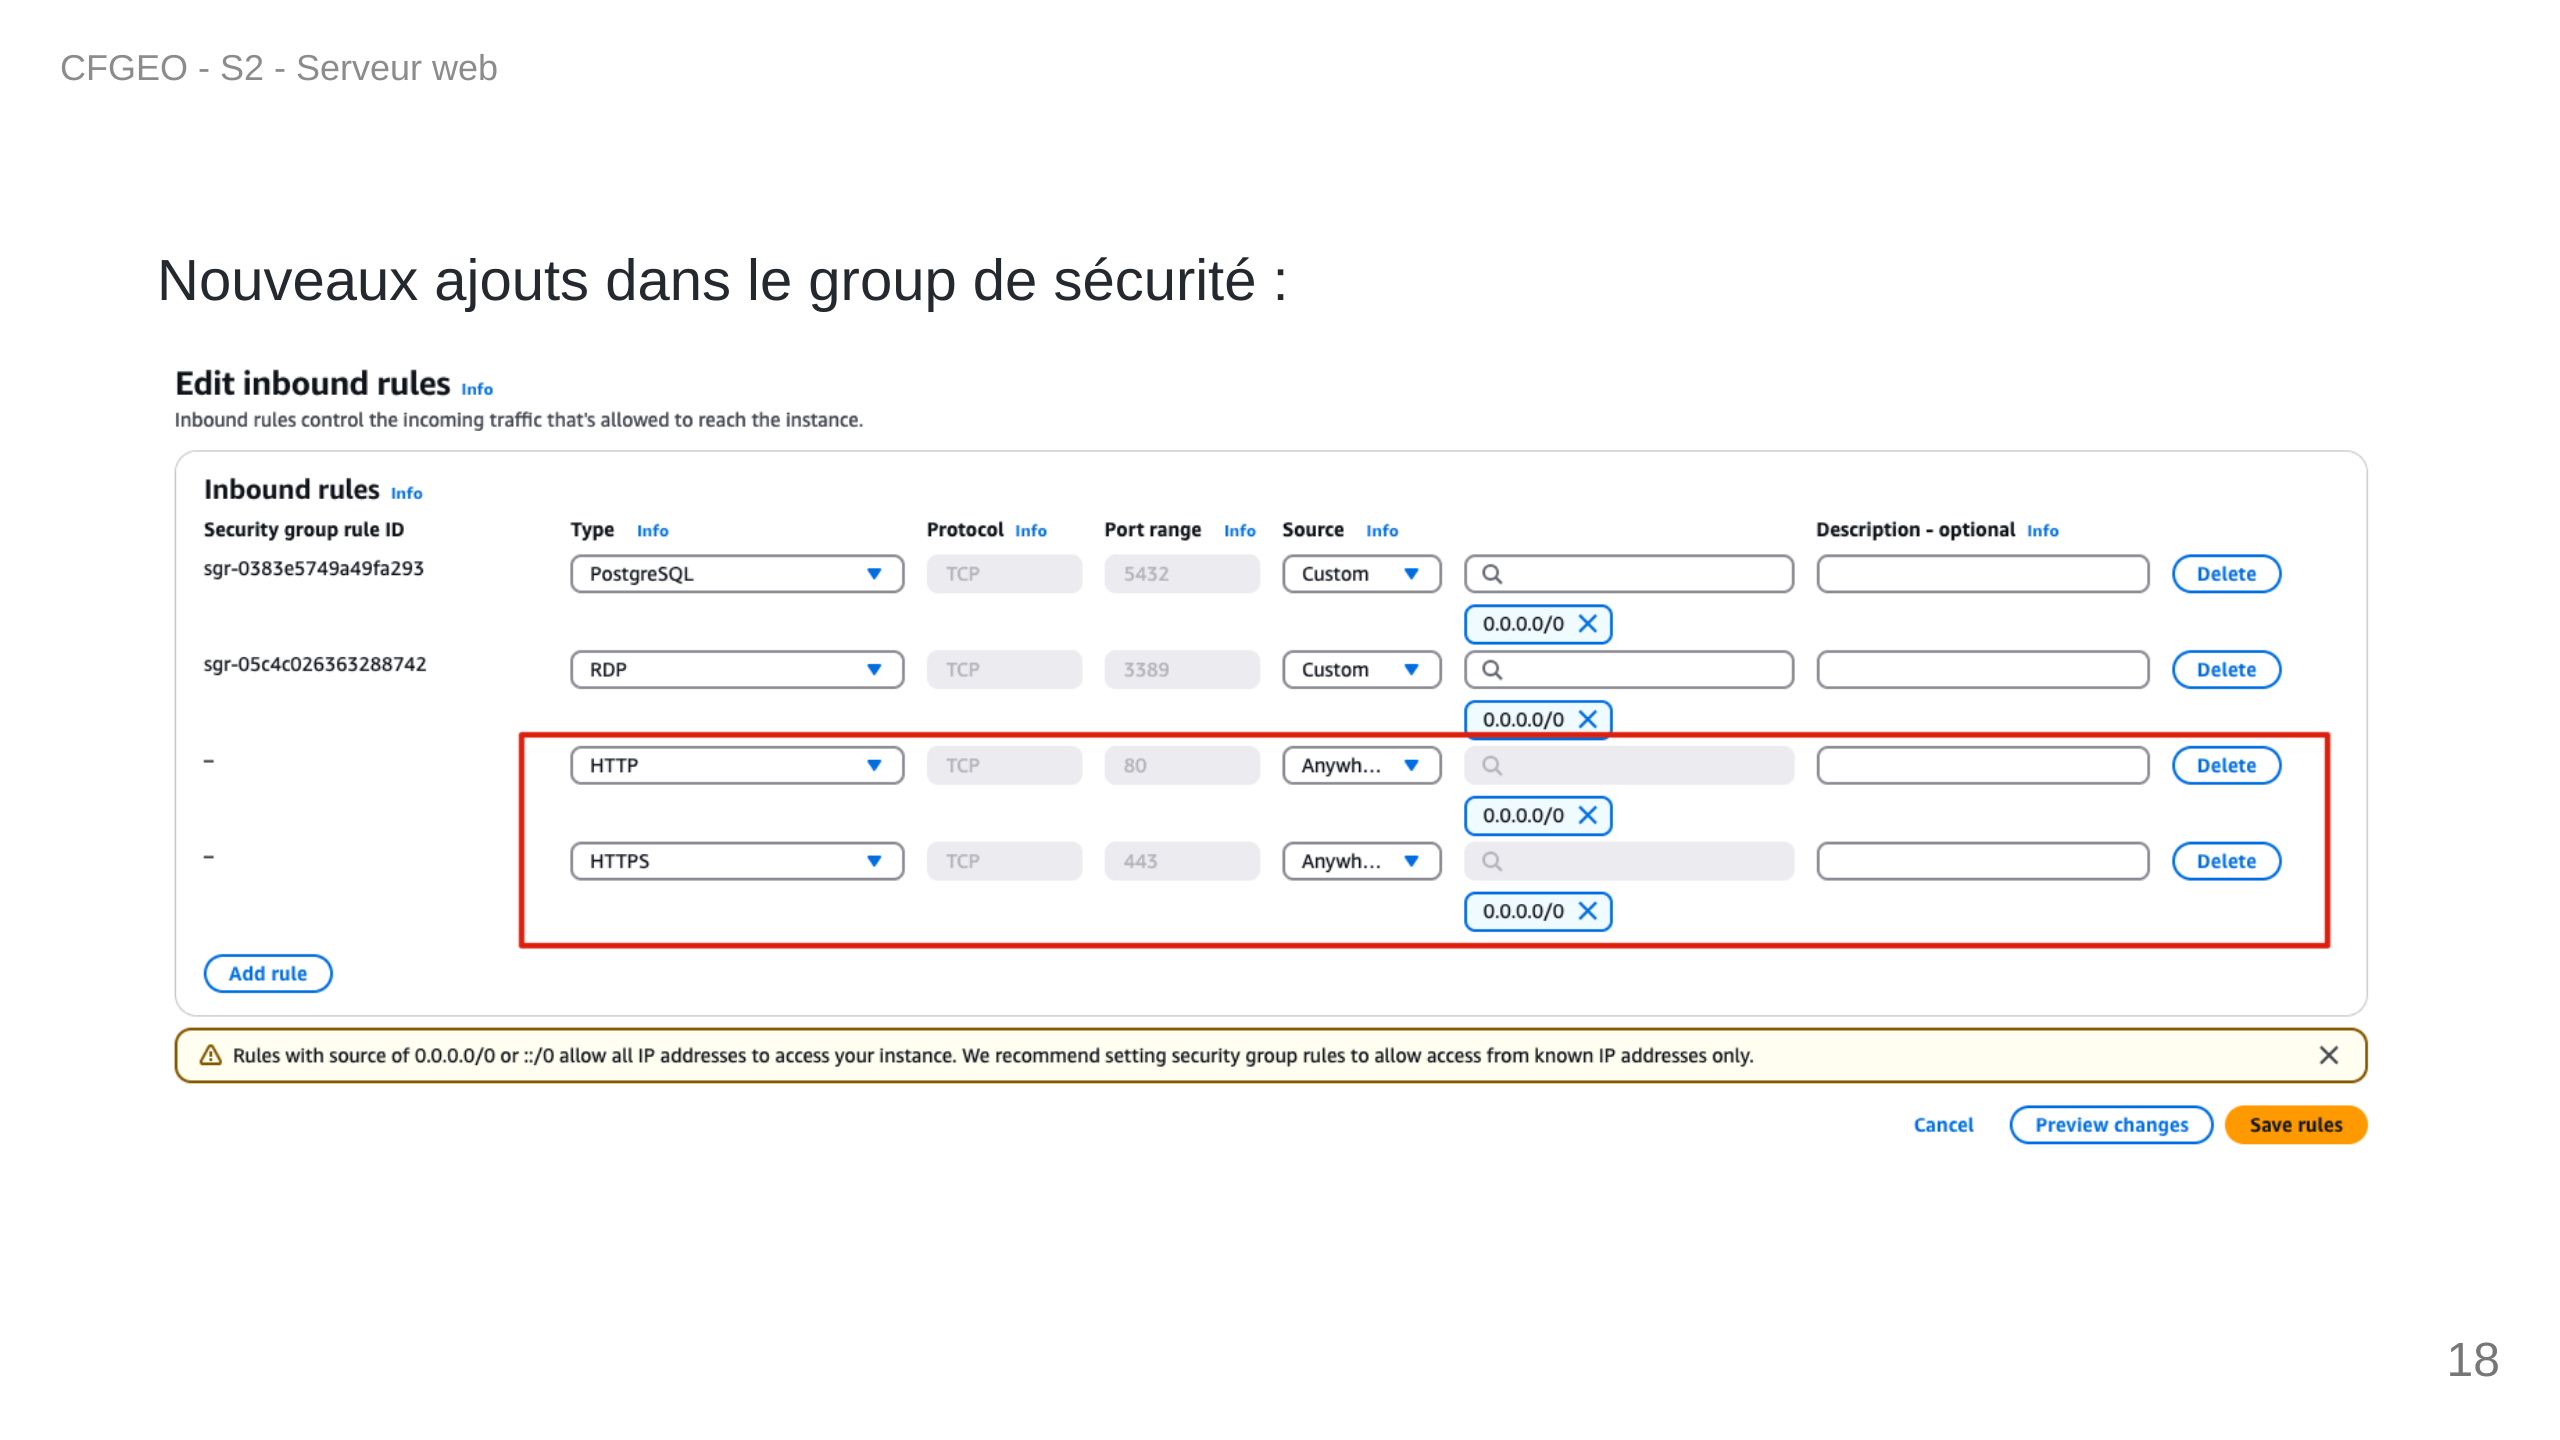 CFGEO - S2 - Serveur web
Nouveaux ajouts dans le group de sécurité :
Edit inbound rules Info
Inbound rules control the incoming traffic that's allowed to reach the instance.
Inbound rules Info
Security group rule ID Type Info Protocol Info Port range Info Source Info Description - optional Info
sgr-0383e5749a49fa293 PostgreSQL TCP 5432 Custom Delete
0.0.0.0/0
sgr-05c4c026363288742 RDP TCP 3389 Custom Delete
0.0.0.0/0
– HTTP TCP 80 Anywh... Delete
0.0.0.0/0
– HTTPS TCP 443 Anywh... Delete
0.0.0.0/0
Add rule
Rules with source of 0.0.0.0/0 or ::/0 allow all IP addresses to access your instance. We recommend setting security group rules to allow access from known IP addresses only.
Cancel Preview changes Save rules
18